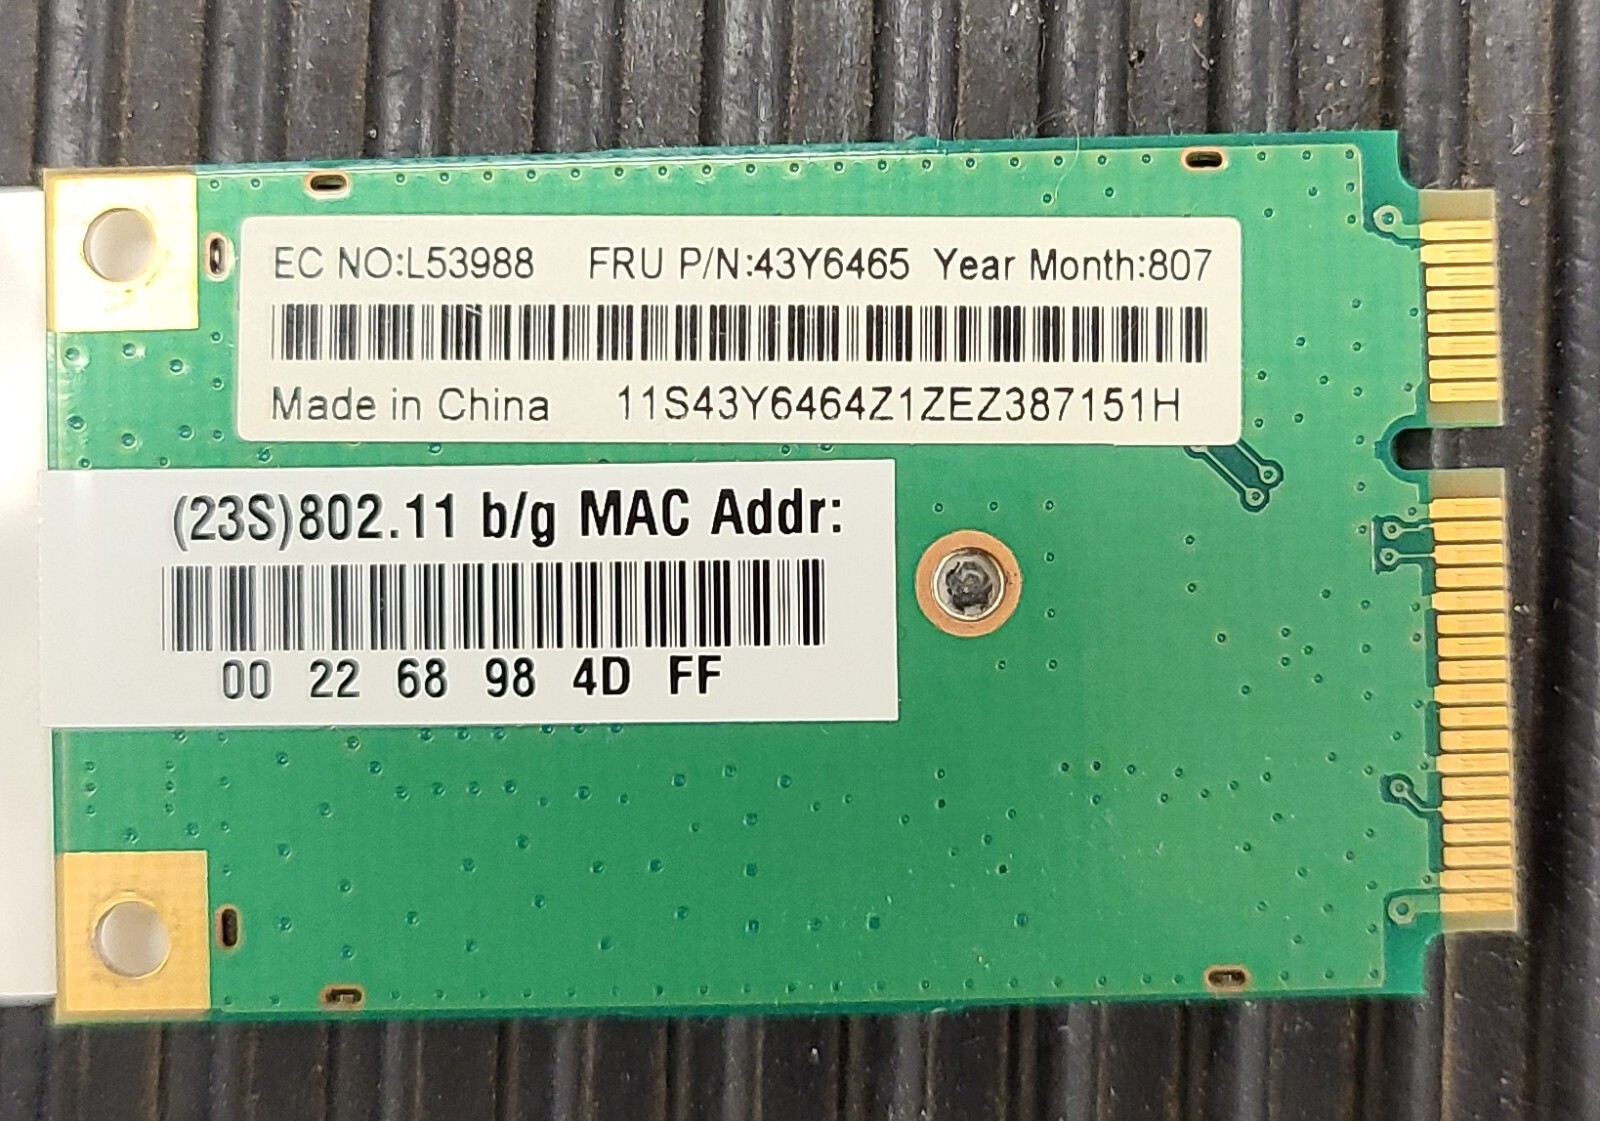 EC NO:L53988 FRU P/N:43Y6465 Year Month:807
Made in China 11S43Y6464Z1ZEZ387151H
(23S)802.11 b/g MAC Addr:
00 22 68 98 4D FF